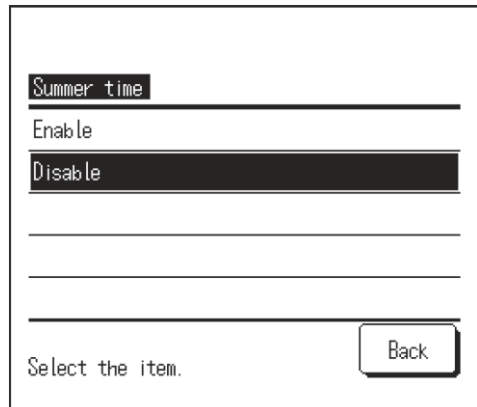 Summer time
Enable
Disable
Select the item.
Back